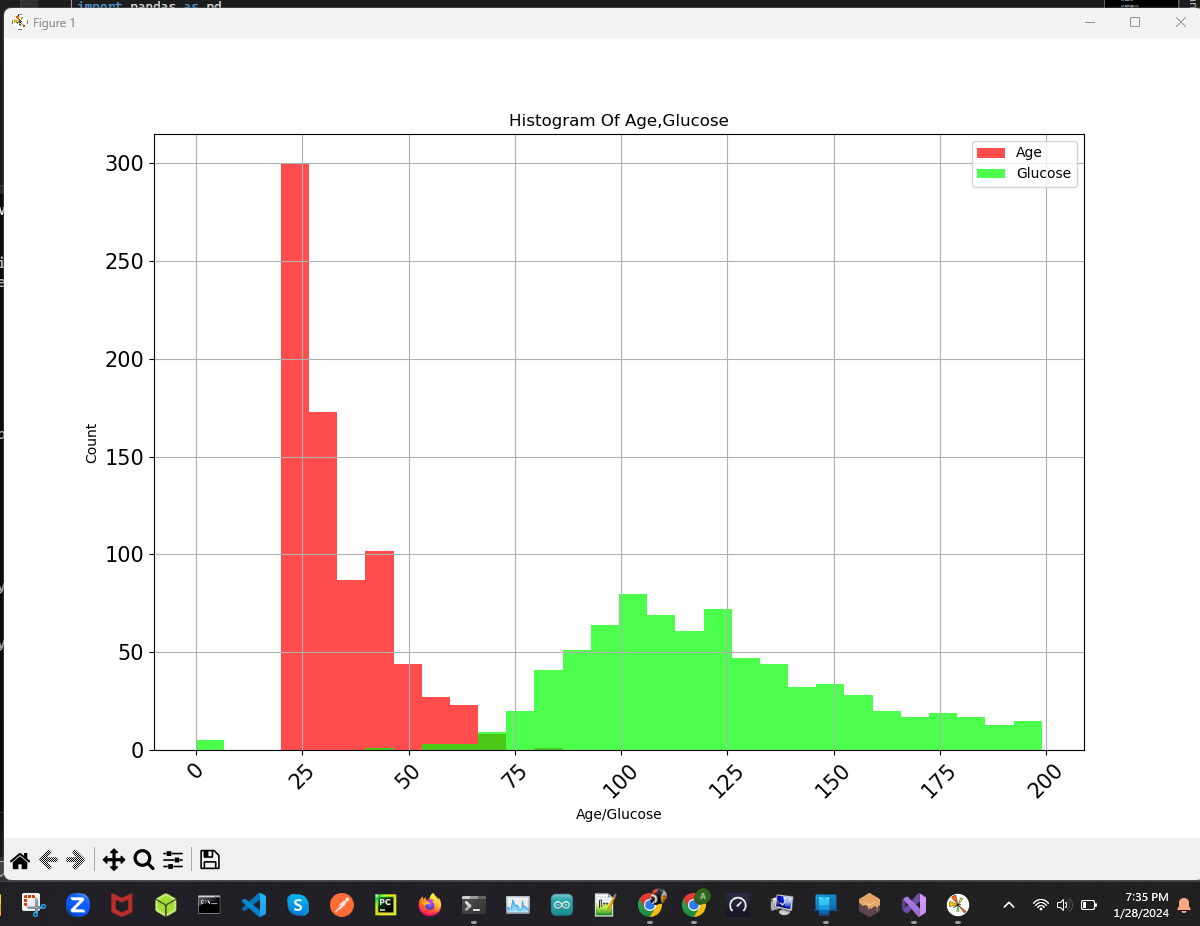 import pandas as pd
Figure 1
Histogram Of Age,Glucose
Age
Glucose
300
250
200
150
100
50
0
Count
0
25
50
75
100
125
150
175
200
Age/Glucose
7:35 PM
1/28/2024